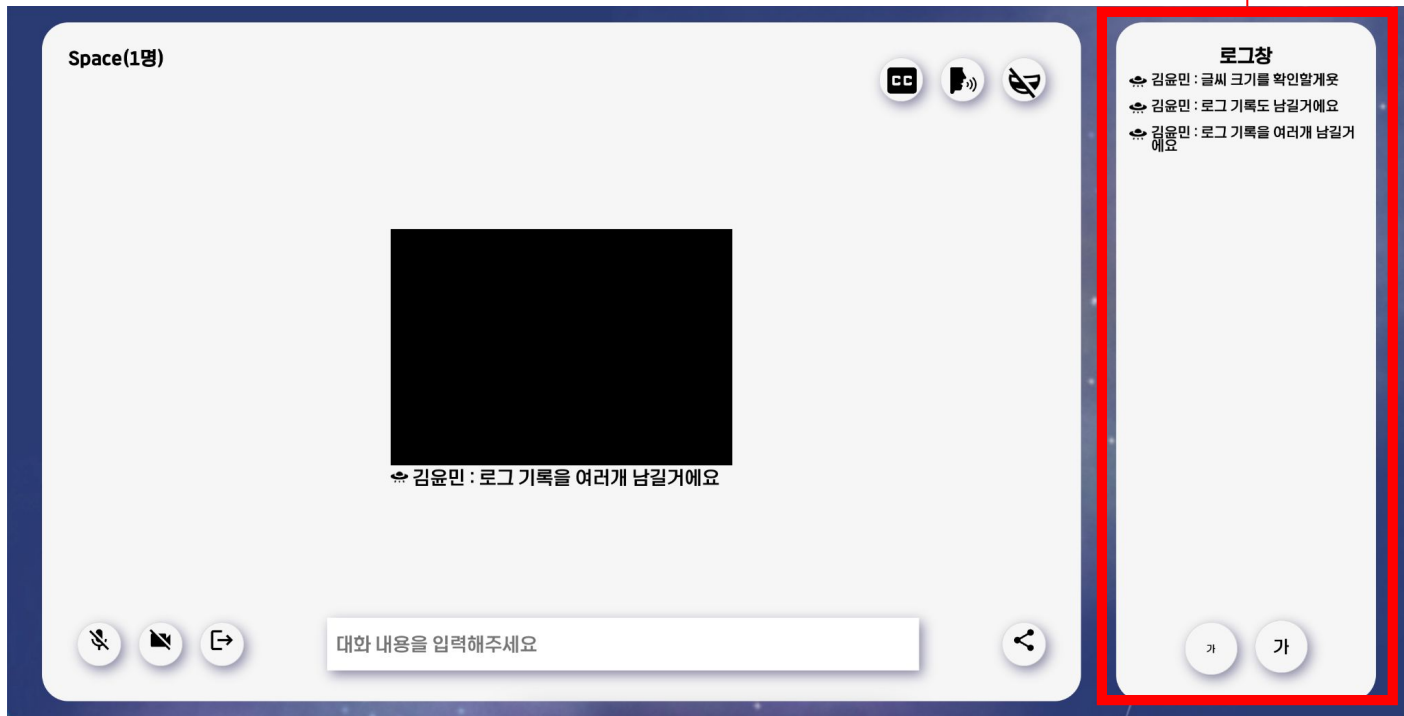 Space(1명)
CC
김윤민 : 로그 기록을 여러개 남길거에요
대화 내용을 입력해주세요
로그창
김윤민 : 글씨 크기를 확인할게욧
김윤민 : 로그 기록도 남길거에요
김윤민 : 로그 기록을 여러개 남길거
에요
가
가